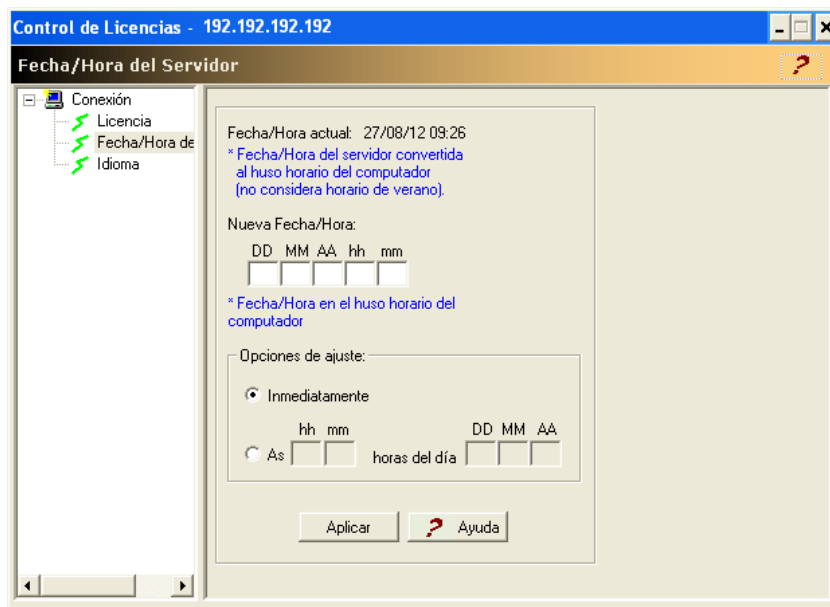 Control de Licencias - 192.192.192.192
Fecha/Hora del Servidor
Conexión
Licencia
Fecha/Hora de
Idioma
Fecha/Hora actual: 27/08/12 09:26
* Fecha/Hora del servidor convertida
al huso horario del computador
(no considera horario de verano).
Nueva Fecha/Hora:
DD MM AA hh mm
* Fecha/Hora en el huso horario del
computador
Opciones de ajuste:
Inmediatamente
hh mm DD MM AA
As horas del día
Aplicar ? Ayuda